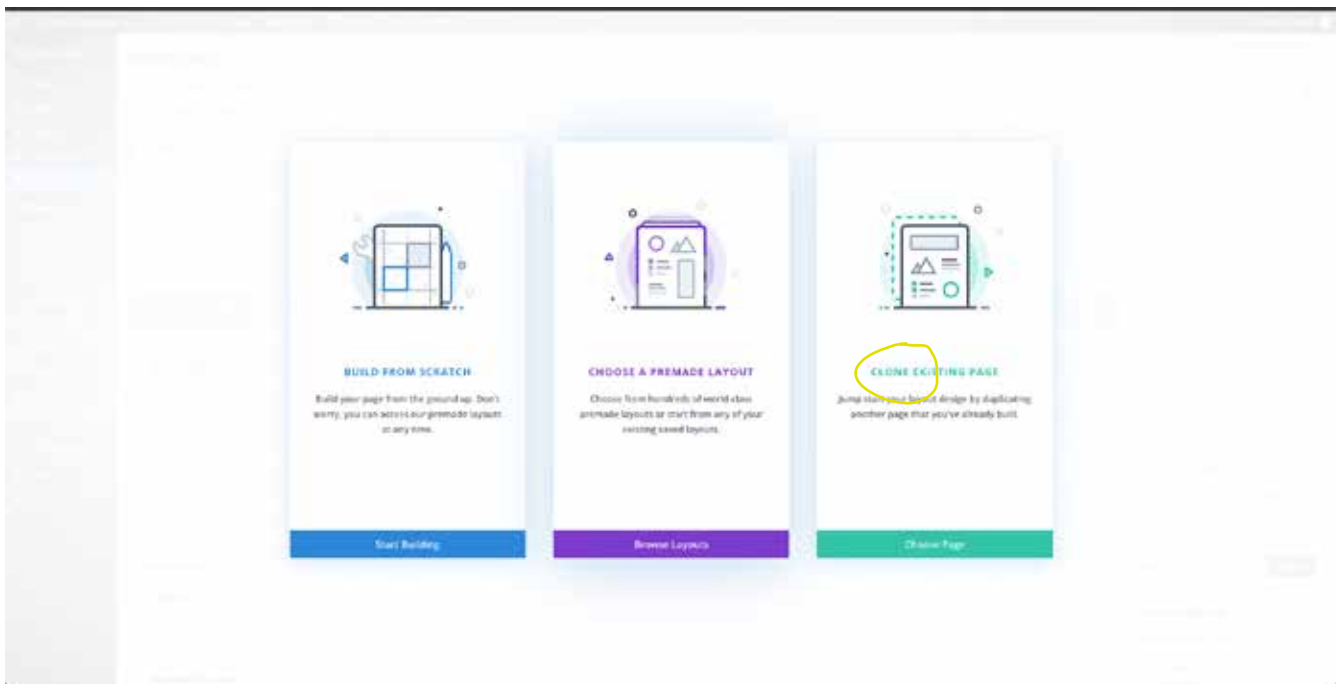 BUILD FROM SCRATCH
Build your page from the ground up. Don't
worry, you can access our premade layouts
at any time.
Start Building
CHOOSE A PREMADE LAYOUT
Choose from hundreds of world-class
premade layouts or start from any of your
existing saved layouts.
Browse Layouts
CLONE EXISTING PAGE
Jump start your layout design by duplicating
another page that you've already built.
Choose Page